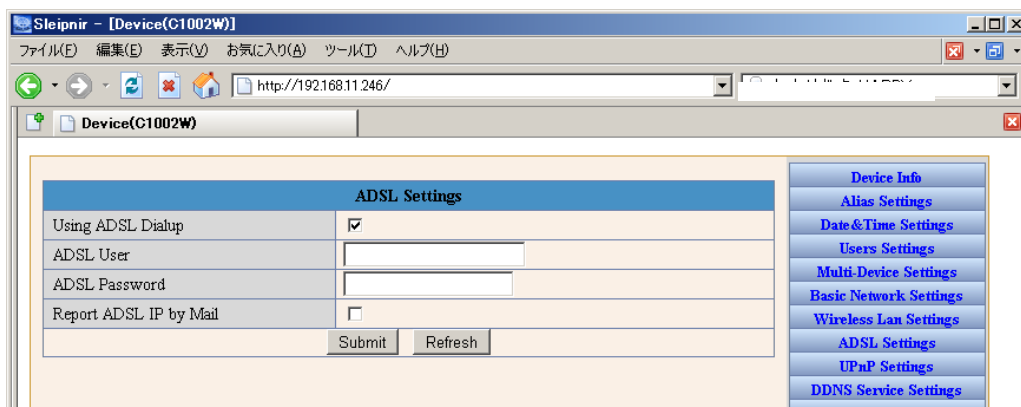 Sleipnir - [Device(C1002W)]
ファイル(F) 編集(E) 表示(V) お気に入り(A) ツール(T) ヘルプ(H)
http://192.168.11.246/
Device(C1002W)
ADSL Settings
Using ADSL Dialup
ADSL User
ADSL Password
Report ADSL IP by Mail
Submit Refresh
Device Info
Alias Settings
Date&Time Settings
Users Settings
Multi-Device Settings
Basic Network Settings
Wireless Lan Settings
ADSL Settings
UPnP Settings
DDNS Service Settings